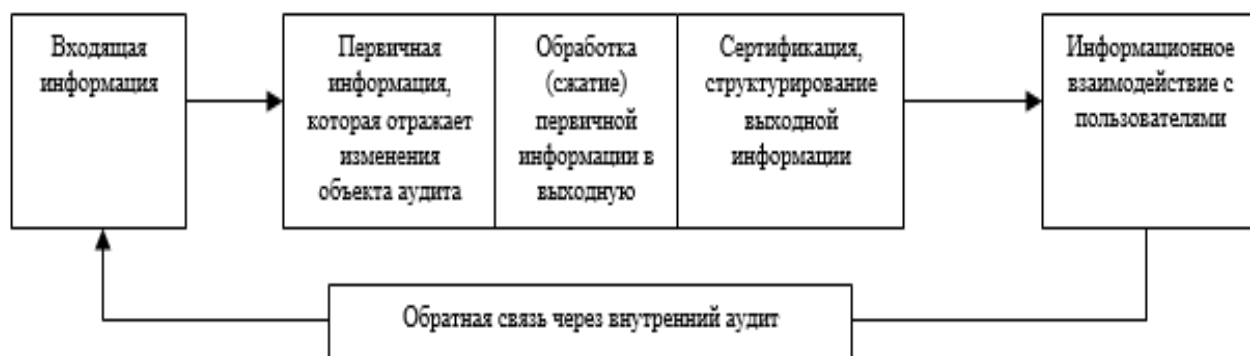 Входящая
информация
Первичная
информация,
которая отражает
изменения
объекта аудита
Обработка
(сжатие)
первичной
информации в
выходную
Сертификация,
структурирование
выходной
информации
Информационное
взаимодействие с
пользователями
Обратная связь через внутренний аудит